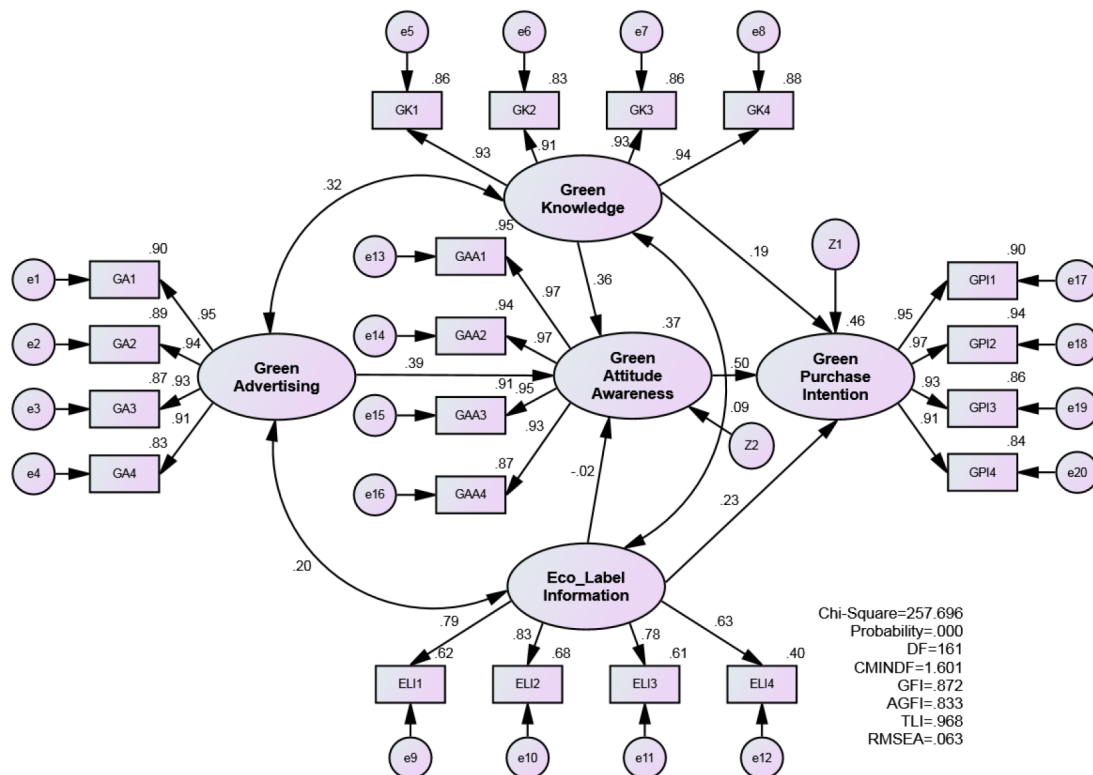 e5
e6
e7
e8
.86
.83
.86
.88
GK1
GK2
GK3
GK4
.93
.91
.93
.94
Green
Knowledge
.32
.19
.36
.09
e13
GAA1
.95
.97
e14
GAA2
.94
.97
e15
GAA3
.91
.95
e16
GAA4
.87
.93
e1
GA1
.90
.95
e2
GA2
.89
.94
e3
GA3
.87
.93
e4
GA4
.83
.91
Green
Advertising
.39
.37
Green
Attitude
Awareness
.50
Z1
.46
Green
Purchase
Intention
Z2
.90
GPI1
e17
.95
.94
GPI2
e18
.97
.86
GPI3
e19
.93
.84
GPI4
e20
.91
-.02
.23
.20
Eco_Label
Information
.79
.83
.78
.63
.62
.68
.61
.40
ELI1
ELI2
ELI3
ELI4
e9
e10
e11
e12
Chi-Square=257.696
Probability=.000
DF=161
CMINDF=1.601
GFI=.872
AGFI=.833
TLI=.968
RMSEA=.063